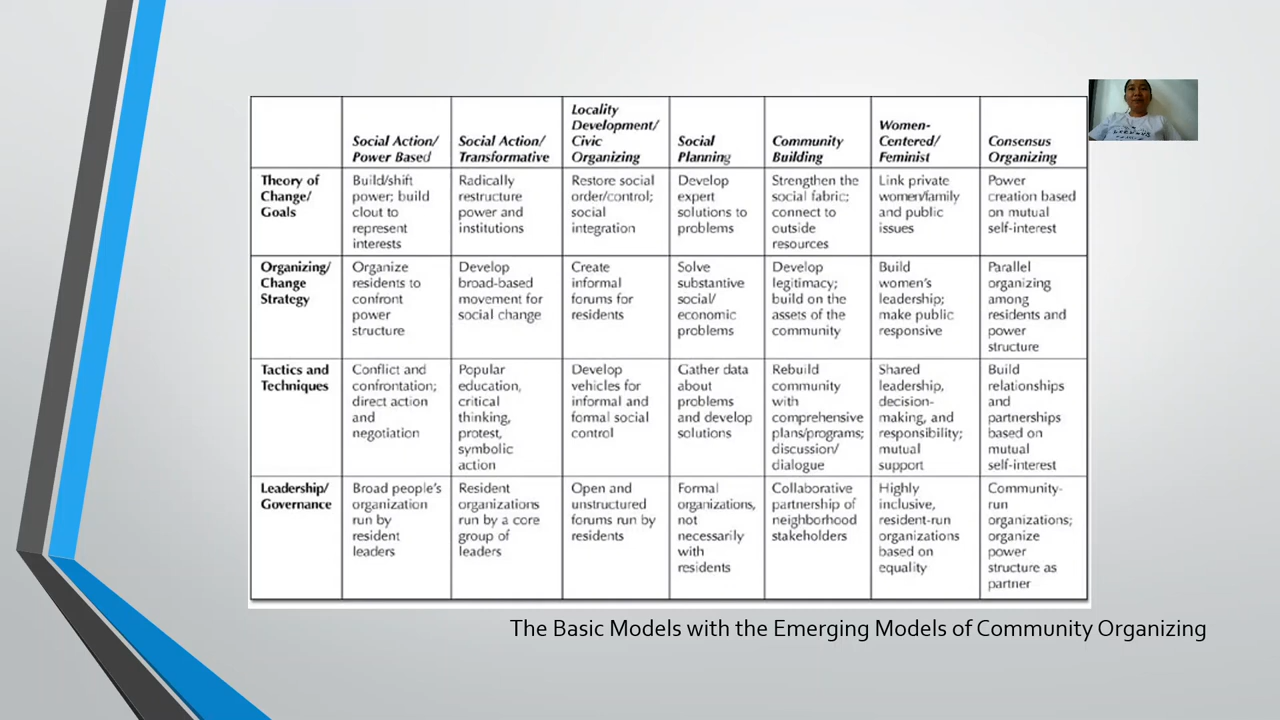 Social Action/
Power Based
Social Action/
Transformative
Locality
Development/
Civic
Organizing
Social
Planning
Community
Building
Women-
Centered/
Feminist
Consensus
Organizing
Theory of
Change/
Goals
Build/shift
power; build
clout to
represent
interests
Radically
restructure
power and
institutions
Restore social
order/control;
social
integration
Develop
expert
solutions to
problems
Strengthen the
social fabric;
connect to
outside
resources
Link private
women/family
and public
issues
Power
creation based
on mutual
self-interest
Organizing/
Change
Strategy
Organize
residents to
confront
power
structure
Develop
broad-based
movement for
social change
Create
informal
forums for
residents
Solve
substantive
social/
economic
problems
Develop
legitimacy;
build on the
assets of the
community
Build
women's
leadership;
make public
responsive
Parallel
organizing
among
residents and
power
structure
Tactics and
Techniques
Conflict and
confrontation;
direct action
and
negotiation
Popular
education,
critical
thinking,
protest,
symbolic
action
Develop
vehicles for
informal and
formal social
control
Gather data
about
problems
and develop
solutions
Rebuild
community
with
comprehensive
plans/programs;
discussion/
dialogue
Shared
leadership,
decision-
making, and
responsibility;
mutual
support
Build
relationships
and
partnerships
based on
mutual
self-interest
Leadership/
Governance
Broad people's
organization
run by
resident
leaders
Resident
organizations
run by a core
group of
leaders
Open and
unstructured
forums run by
residents
Formal
organizations,
not
necessarily
with
residents
Collaborative
partnership of
neighborhood
stakeholders
Highly
inclusive,
resident-run
organizations
based on
equality
Community-
run
organizations;
organize
power
structure as
partner
The Basic Models with the Emerging Models of Community Organizing